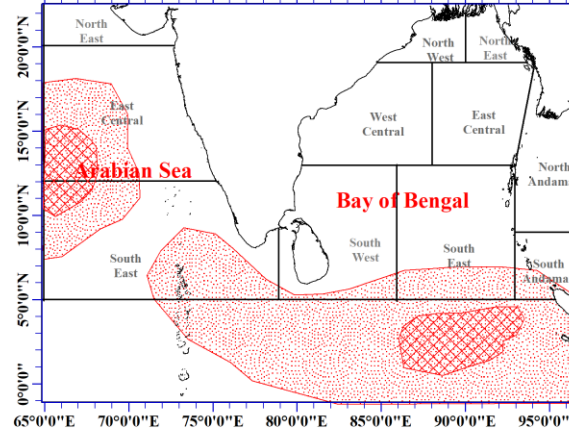 North
East
North
West
North
East
20°0'0"
East
Central
West
Central
East
Central
15°0'0"
Arabian Sea
North
Andama
Bay of Bengal
10°0'0"
South
East
South
West
South
East
South
Andama
5°0'0"
0°0'0"
65°0'0"E
70°0'0"E
75°0'0"E
80°0'0"E
85°0'0"E
90°0'0"E
95°0'0"